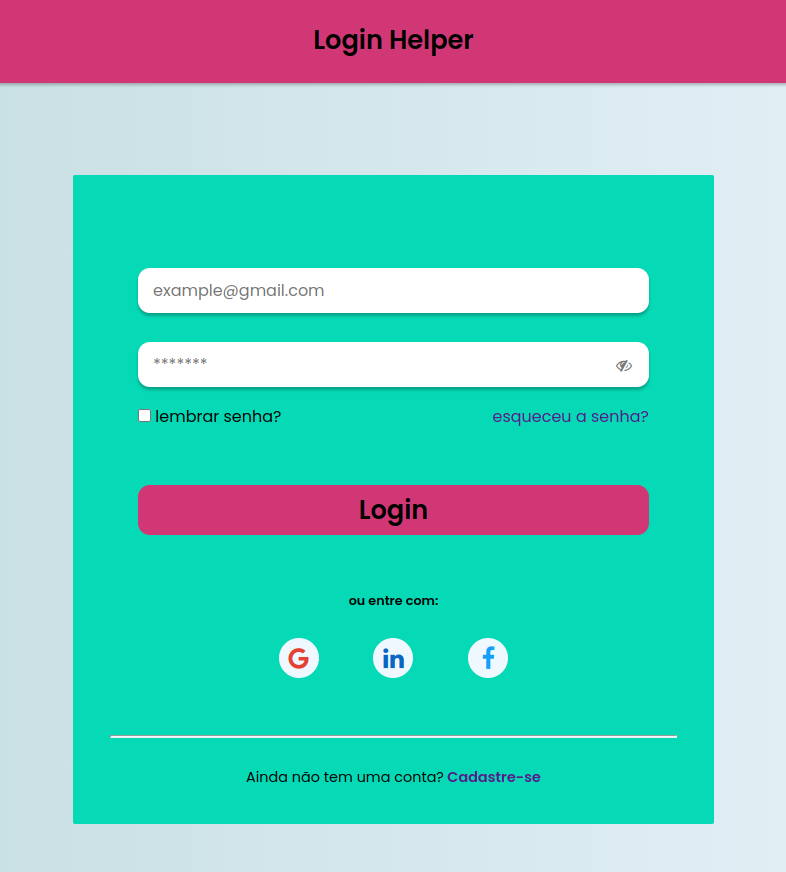 Login Helper
example@gmail.com
*******
lembrar senha? esqueceu a senha?
Login
ou entre com:
G in f
Ainda não tem uma conta? Cadastre-se